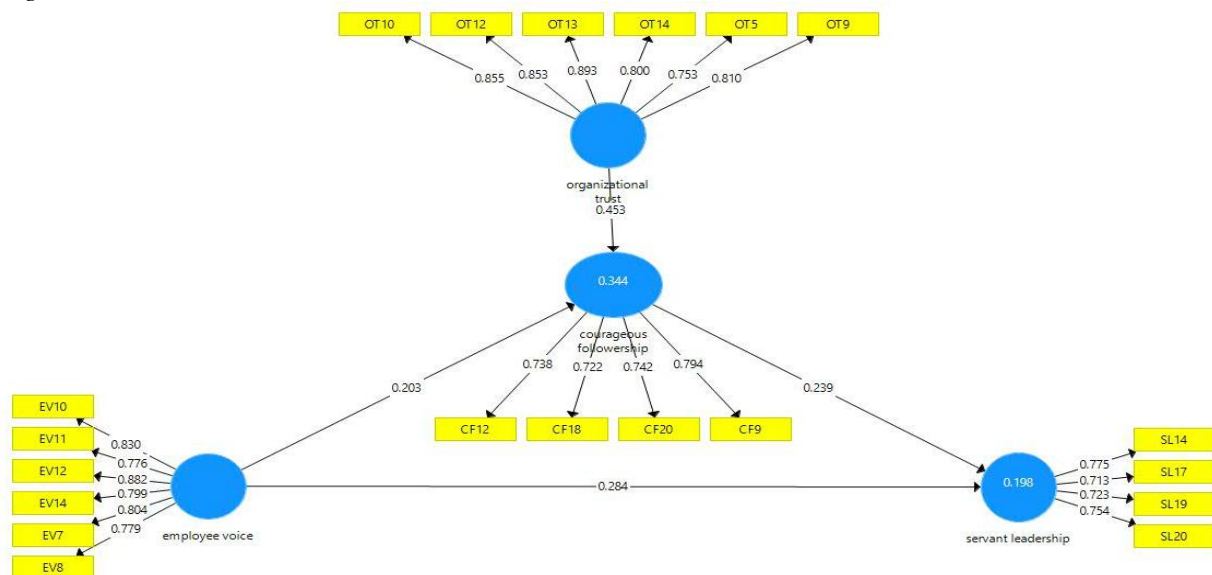 OT10 OT12 OT13 OT14 OT5 OT9
0.855 0.853 0.893 0.800 0.753 0.810
organizational
trust
0.453
0.344
courageous
followership
0.738 0.722 0.742 0.794
0.203
0.239
CF12 CF18 CF20 CF9
EV10
EV11
EV12
EV14
EV7
EV8
0.830
0.776
0.882
0.799
0.804
0.779
employee voice
0.284
0.198
servant leadership
0.775
0.713
0.723
0.754
SL14
SL17
SL19
SL20